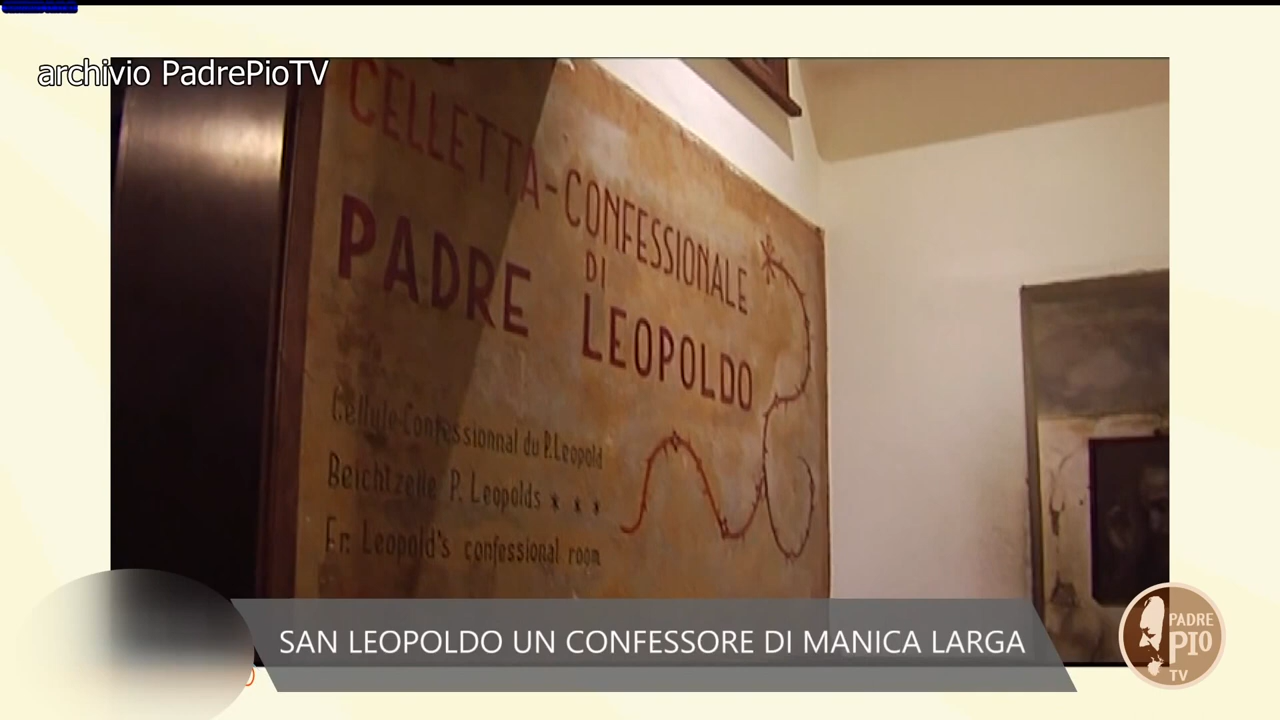 archivio PadrePioTV
CELLETTA-CONFESSIONALE
DI
PADRE LEOPOLDO
Cellule-Confessionnal du P. Leopold
Beichtzelle P. Leopolds * * *
Fr. Leopold's confessional room
SAN LEOPOLDO UN CONFESSORE DI MANICA LARGA
PADRE
PIO
TV